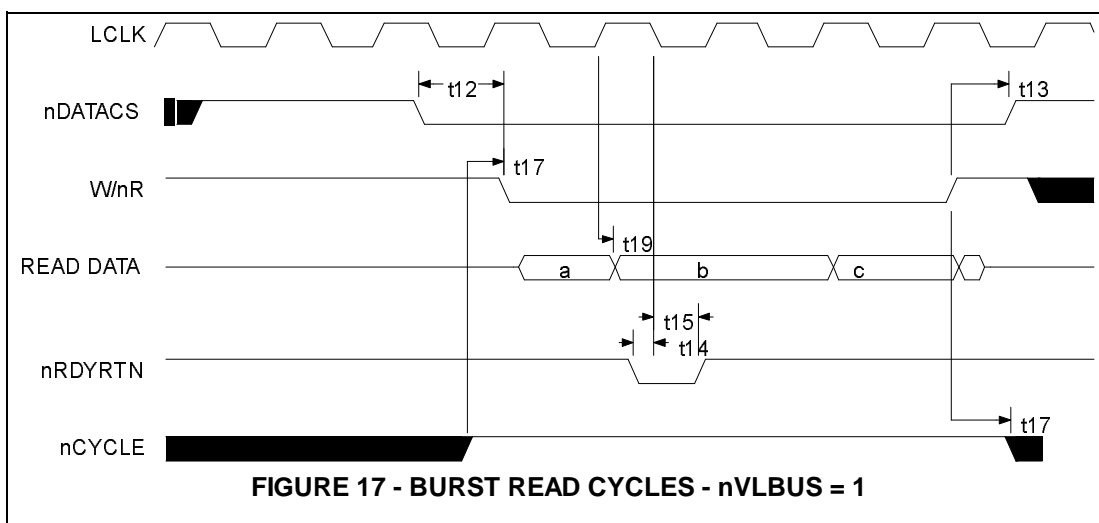 LCLK
t12
t13
nDATACS
t17
W/nR
t19
READ DATA
a
b
c
t15
t14
nRDYRTN
t17
nCYCLE
FIGURE 17 - BURST READ CYCLES - nVLBUS = 1